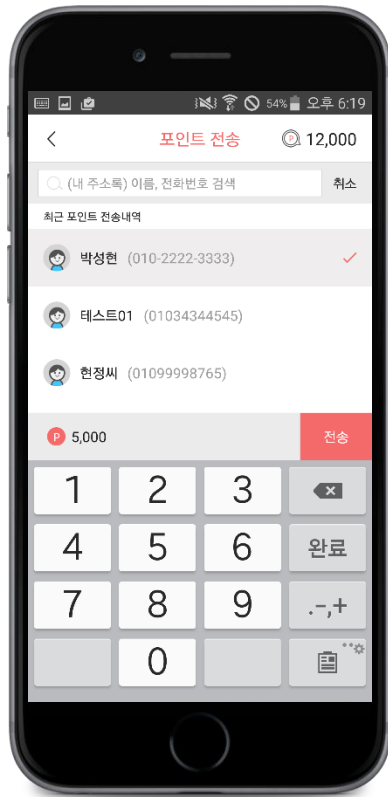 54% 오후 6:19
포인트 전송 P 12,000
(내 주소록) 이름, 전화번호 검색 취소
최근 포인트 전송내역
박성현 (010-2222-3333)
테스트01 (01034344545)
현정씨 (01099998765)
P 5,000 전송
1 2 3
4 5 6 완료
7 8 9 .-,+
0